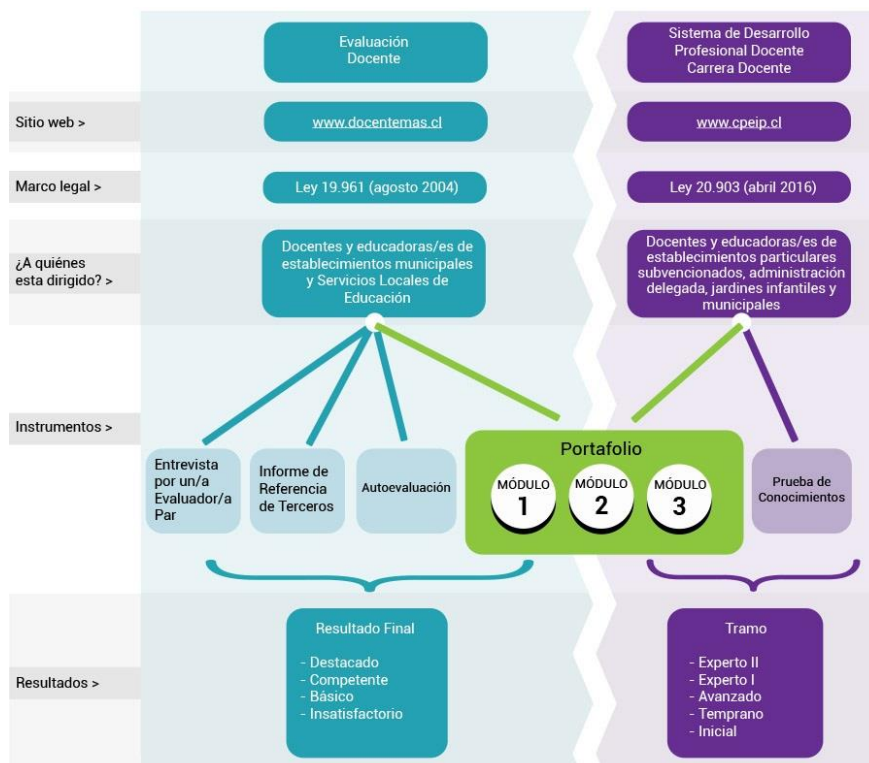 Evaluación
Docente
Sistema de Desarrollo
Profesional Docente
Carrera Docente
Sitio web >
www.docentemas.cl
www.cpeip.cl
Marco legal >
Ley 19.961 (agosto 2004)
Ley 20.903 (abril 2016)
¿A quiénes
esta dirigido? >
Docentes y educadoras/es de
establecimientos municipales
y Servicios Locales de
Educación
Docentes y educadoras/es de
establecimientos particulares
subvencionados, administración
delegada, jardines infantiles y
municipales
Instrumentos >
Entrevista
por un/a
Evaluador/a
Par
Informe de
Referencia
de Terceros
Autoevaluación
Portafolio
MÓDULO
1
MÓDULO
2
MÓDULO
3
Prueba de
Conocimientos
Resultados >
Resultado Final
- Destacado
- Competente
- Básico
- Insatisfactorio
Tramo
- Experto II
- Experto I
- Avanzado
- Temprano
- Inicial